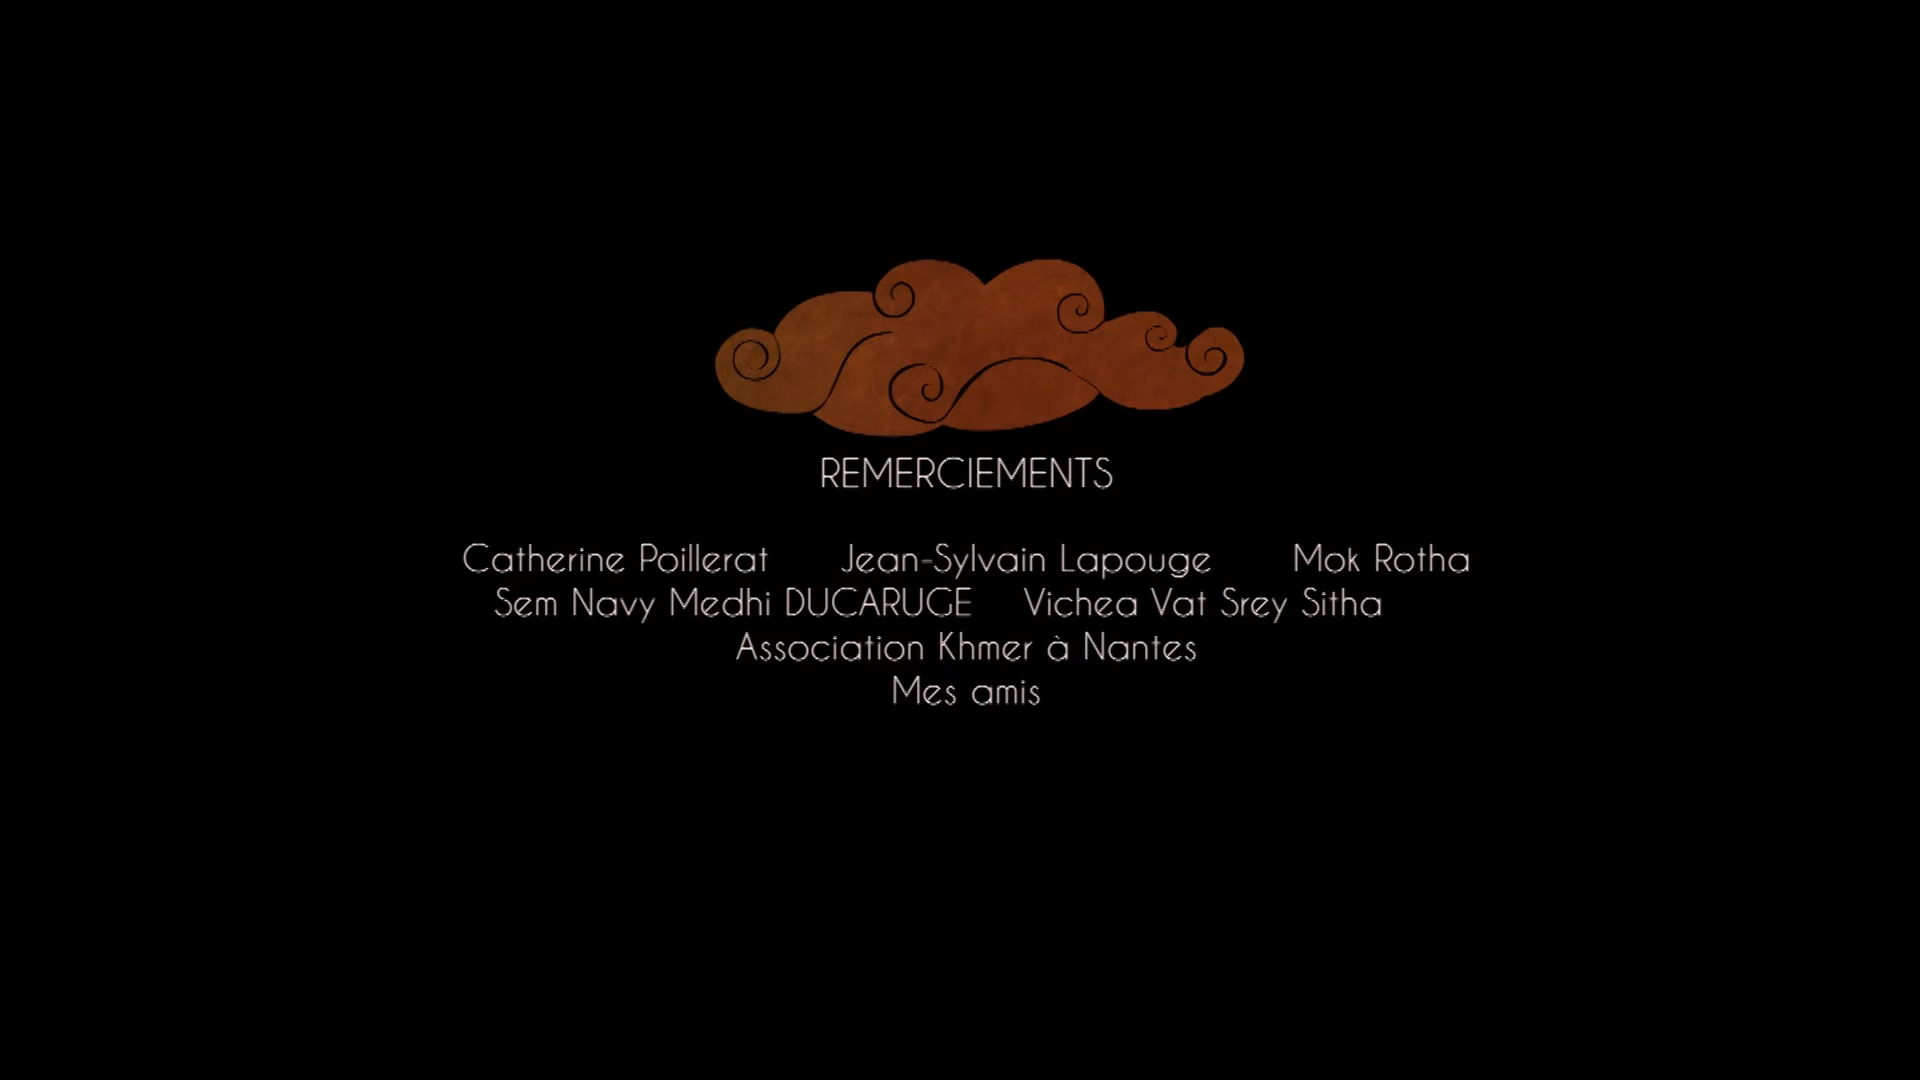 REMERCIEMENTS
Catherine Poillerat Jean-Sylvain Lapouge Mok Rotha
Sem Navy Medhi DUCARUGE Vichea Vat Srey Sitha
Association Khmer à Nantes
Mes amis